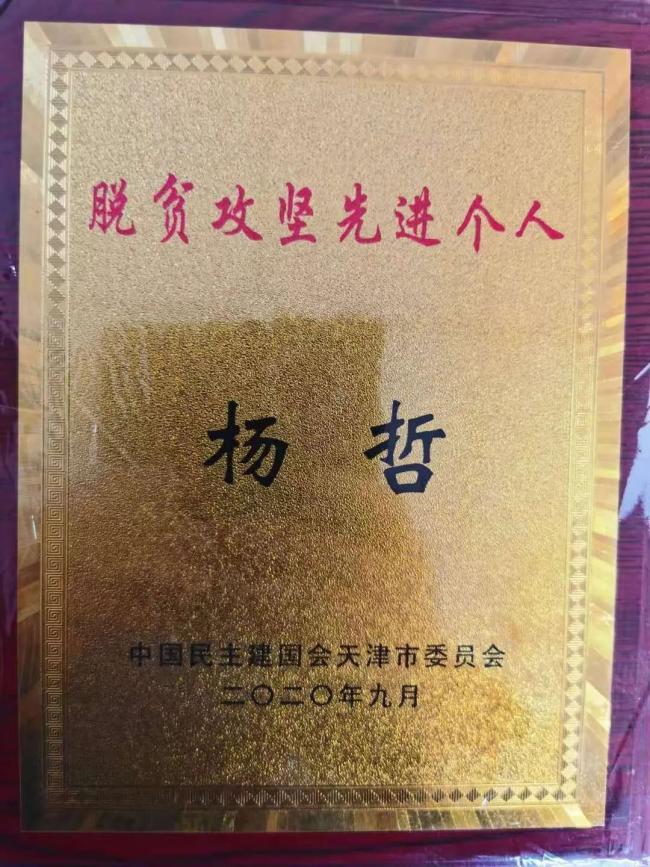 脱贫攻坚先进个人
杨哲
中国民主建国会天津市委员会
二〇二〇年九月